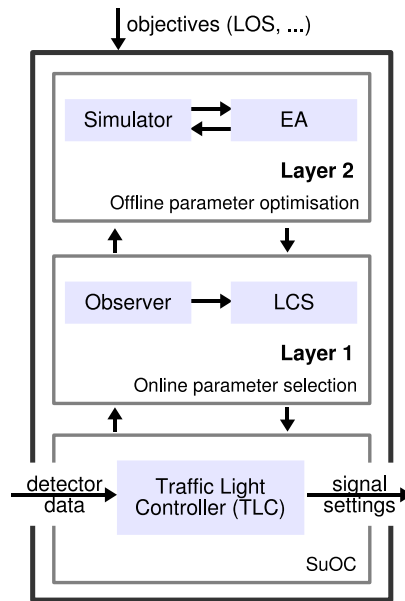 objectives (LOS, ...)
Simulator
EA
Layer 2
Offline parameter optimisation
Observer
LCS
Layer 1
Online parameter selection
detector
data
Traffic Light
Controller (TLC)
signal
settings
SuOC